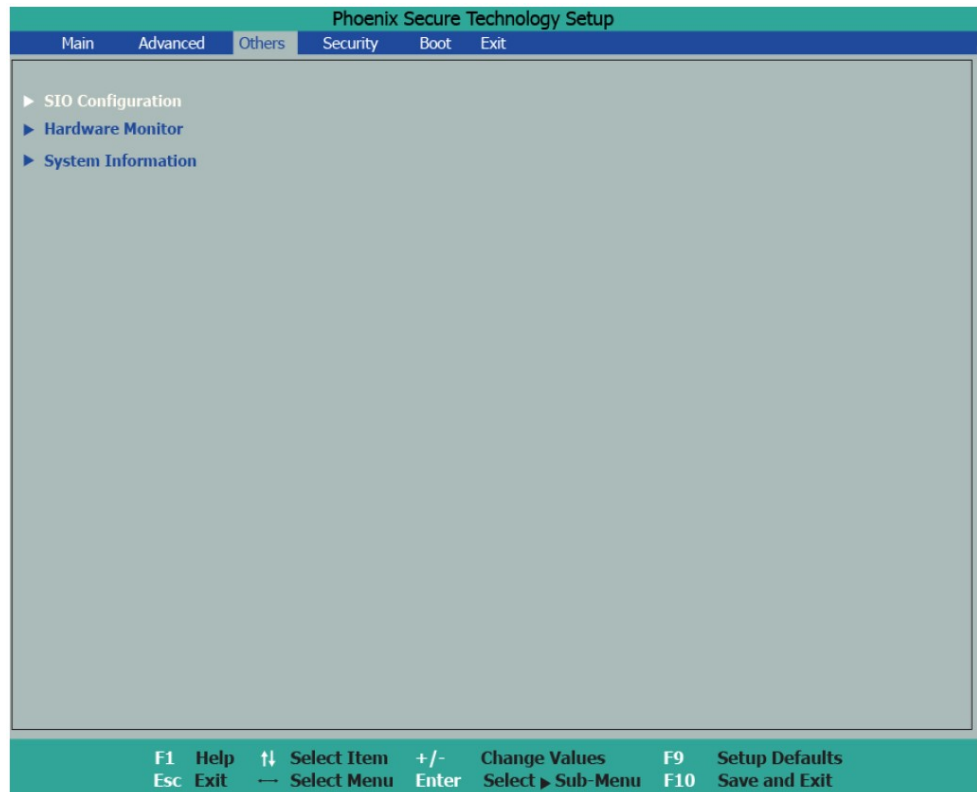 Phoenix Secure Technology Setup
Main Advanced Others Security Boot Exit
▶ SIO Configuration
▶ Hardware Monitor
▶ System Information
F1 Help ↑↓ Select Item +/- Change Values F9 Setup Defaults
Esc Exit ↔ Select Menu Enter Select ▶ Sub-Menu F10 Save and Exit